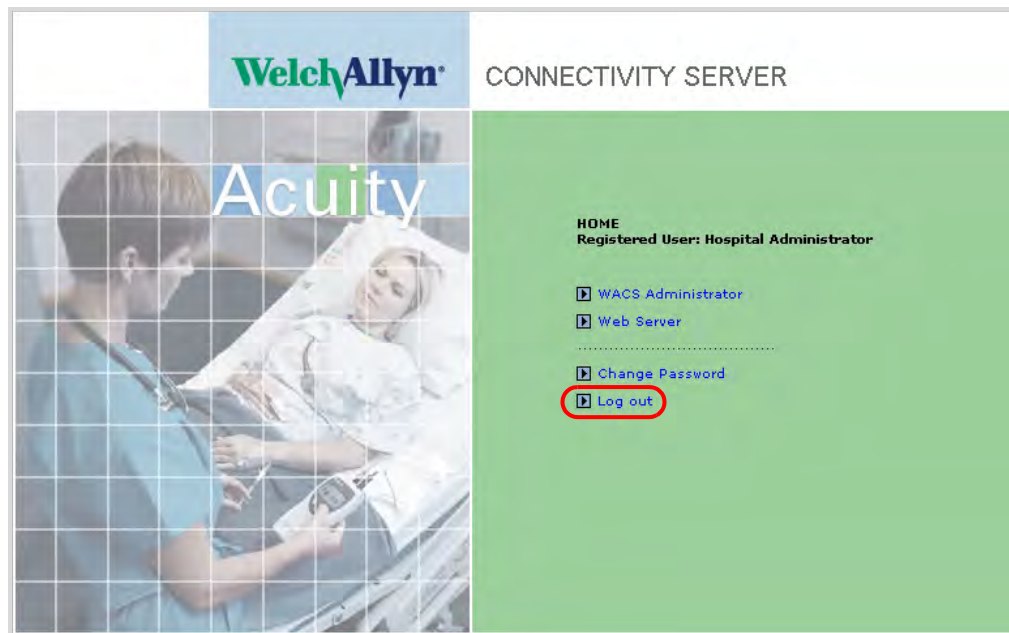 WelchAllyn®
CONNECTIVITY SERVER
Acuity
HOME
Registered User: Hospital Administrator
WACS Administrator
Web Server
Change Password
Log out